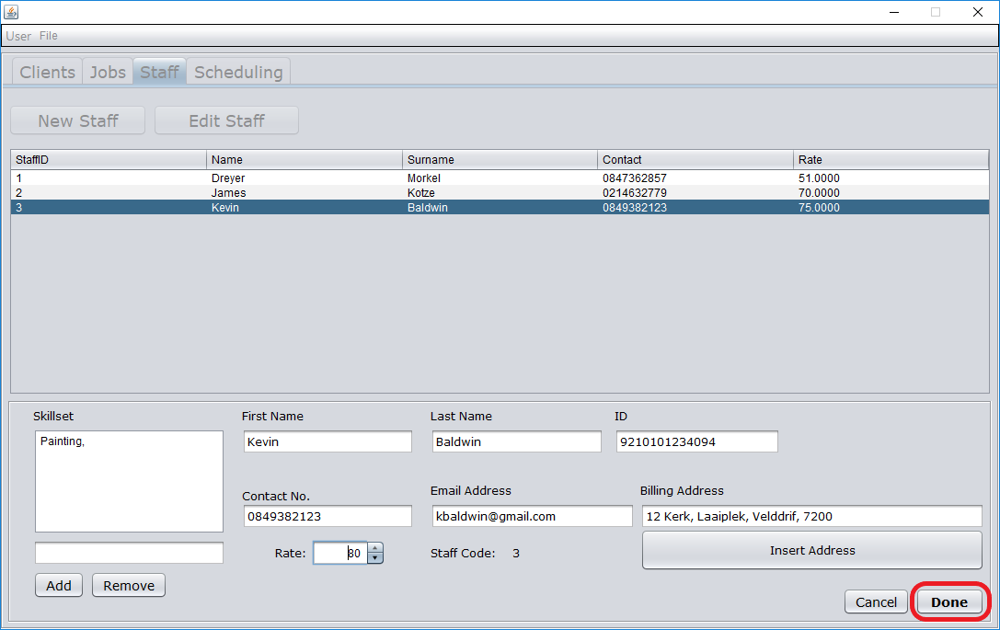 User File
Clients Jobs Staff Scheduling
New Staff Edit Staff
StaffID Name Surname Contact Rate
1 Dreyer Morkel 0847362857 51.0000
2 James Kotze 0214632779 70.0000
3 Kevin Baldwin 0849382123 75.0000
Skillset First Name Last Name ID
Painting, Kevin Baldwin 9210101234094
Contact No. Email Address Billing Address
0849382123 kbaldwin@gmail.com 12 Kerk, Laaiplek, Velddrif, 7200
Rate: 80 Staff Code: 3 Insert Address
Add Remove
Cancel Done